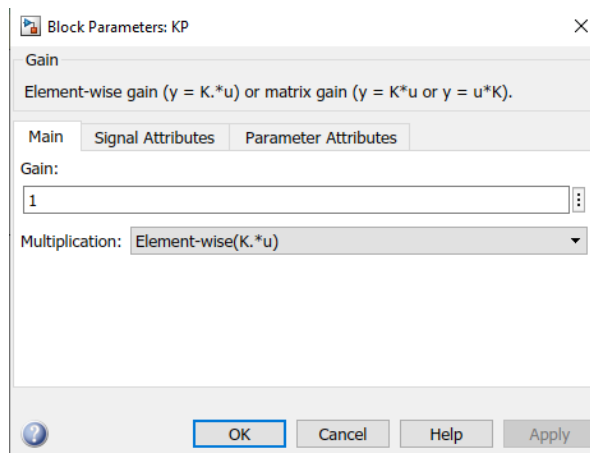 Block Parameters: KP
Gain
Element-wise gain (y = K.*u) or matrix gain (y = K*u or y = u*K).
Main Signal Attributes Parameter Attributes
Gain:
1
Multiplication: Element-wise(K.*u)
OK Cancel Help Apply